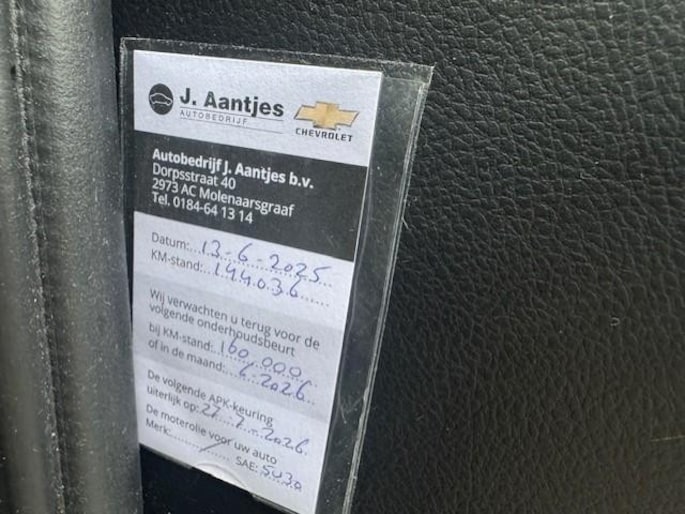 J. Aantjes
AUTOBEDRIJF
CHEVROLET
Autobedrijf J. Aantjes b.v.
Dorpsstraat 40
2973 AC Molenaarsgraaf
Tel. 0184-64 13 14
Datum: 13-6-2025
KM-stand: 144036
Wij verwachten u terug voor de
volgende onderhoudsbeurt
bij KM-stand: 160.000
of in de maand: 6-2026
De volgende APK-keuring
uiterlijk op: 27-7-2026
De moterolie voor uw auto
Merk: SAE: 5W30